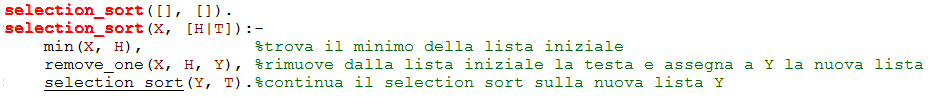 selection_sort([], []).
selection_sort(X, [H|T]):-
min(X, H), %trova il minimo della lista iniziale
remove_one(X, H, Y), %rimuove dalla lista iniziale la testa e assegna a Y la nuova lista
selection_sort(Y, T).%continua il selection sort sulla nuova lista Y